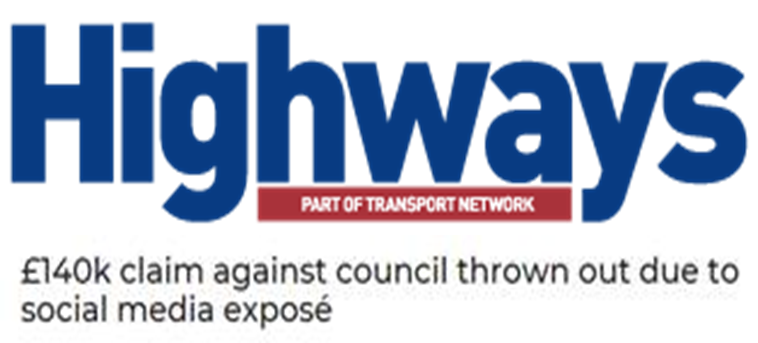 Highways
PART OF TRANSPORT NETWORK
£140k claim against council thrown out due to
social media exposé